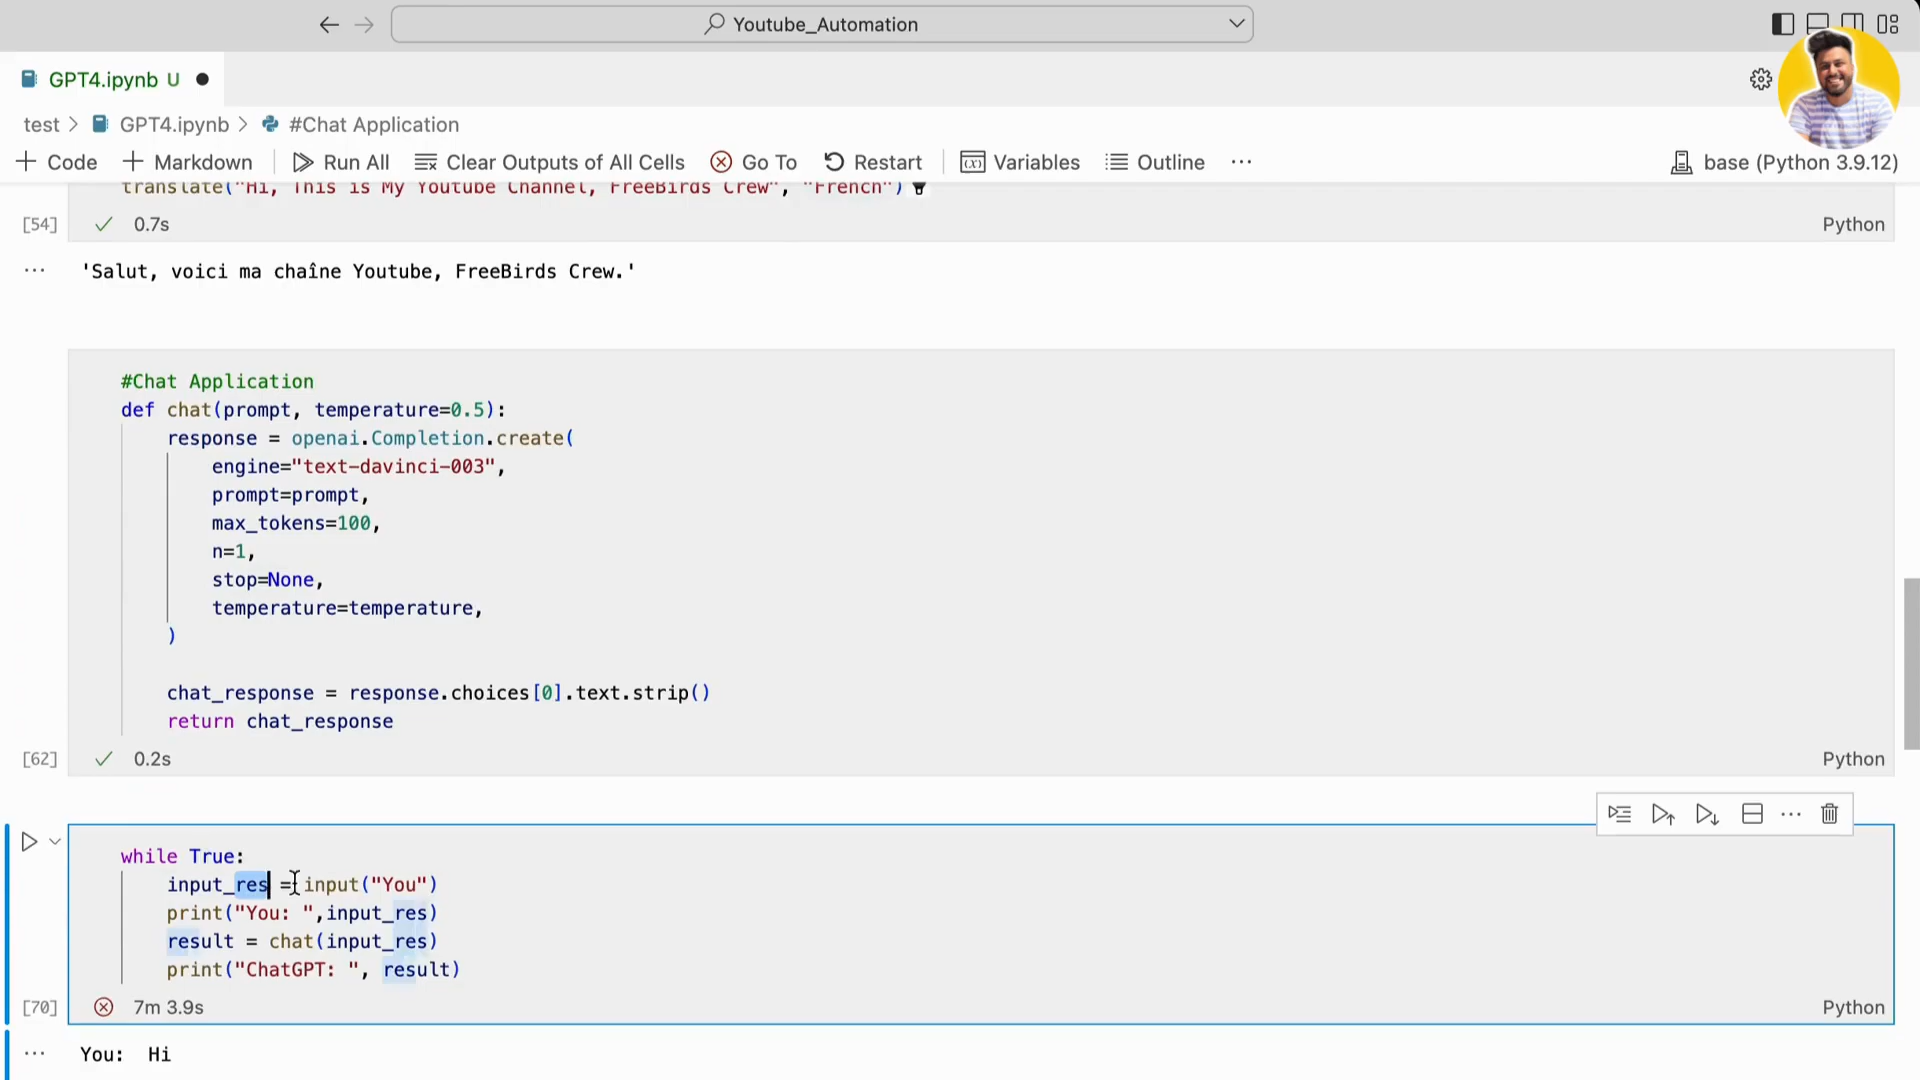 Youtube_Automation
GPT4.ipynb U
test > GPT4.ipynb > #Chat Application
Code Markdown Run All Clear Outputs of All Cells Go To Restart Variables Outline ... base (Python 3.9.12)
translate("Hi, This is My Youtube Channel, FreeBirds Crew", "French")
[54] 0.7s Python
... 'Salut, voici ma chaîne Youtube, FreeBirds Crew.'
#Chat Application
def chat(prompt, temperature=0.5):
response = openai.Completion.create(
engine="text-davinci-003",
prompt=prompt,
max_tokens=100,
n=1,
stop=None,
temperature=temperature,
)
chat_response = response.choices[0].text.strip()
return chat_response
[62] 0.2s Python
while True:
input_res = input("You")
print("You: ",input_res)
result = chat(input_res)
print("ChatGPT: ", result)
[70] 7m 3.9s Python
... You:  Hi